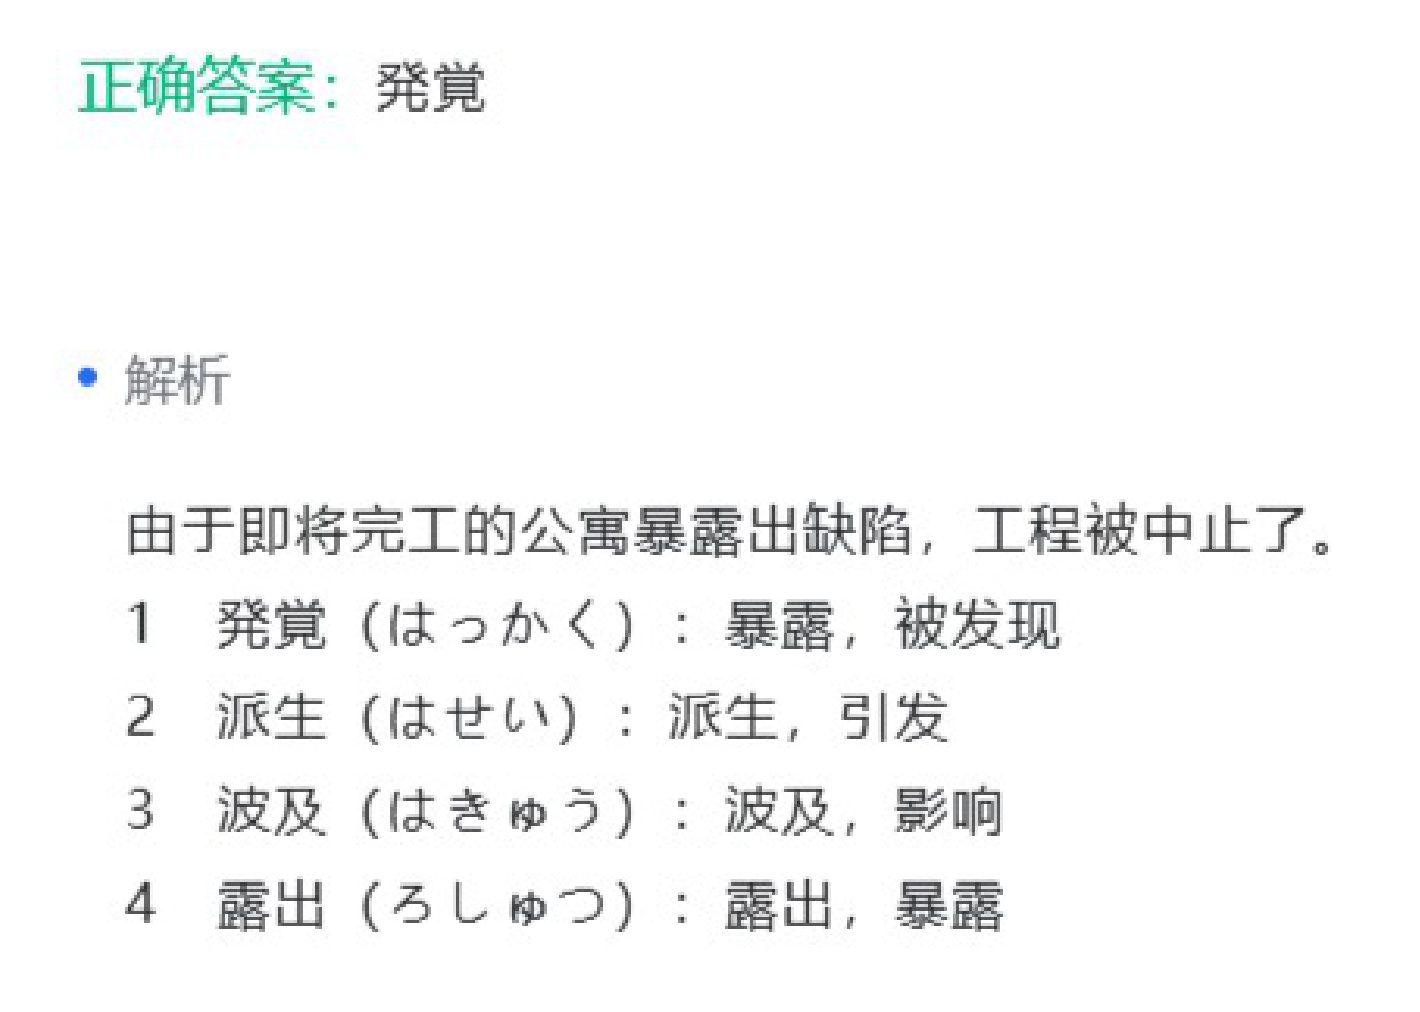 正确答案：発覚
解析
由于即将完工的公寓暴露出缺陷，工程被中止了。
1　発覚（はっかく）：暴露，被发现
2　派生（はせい）：派生，引发
3　波及（はきゅう）：波及，影响
4　露出（ろしゅつ）：露出，暴露